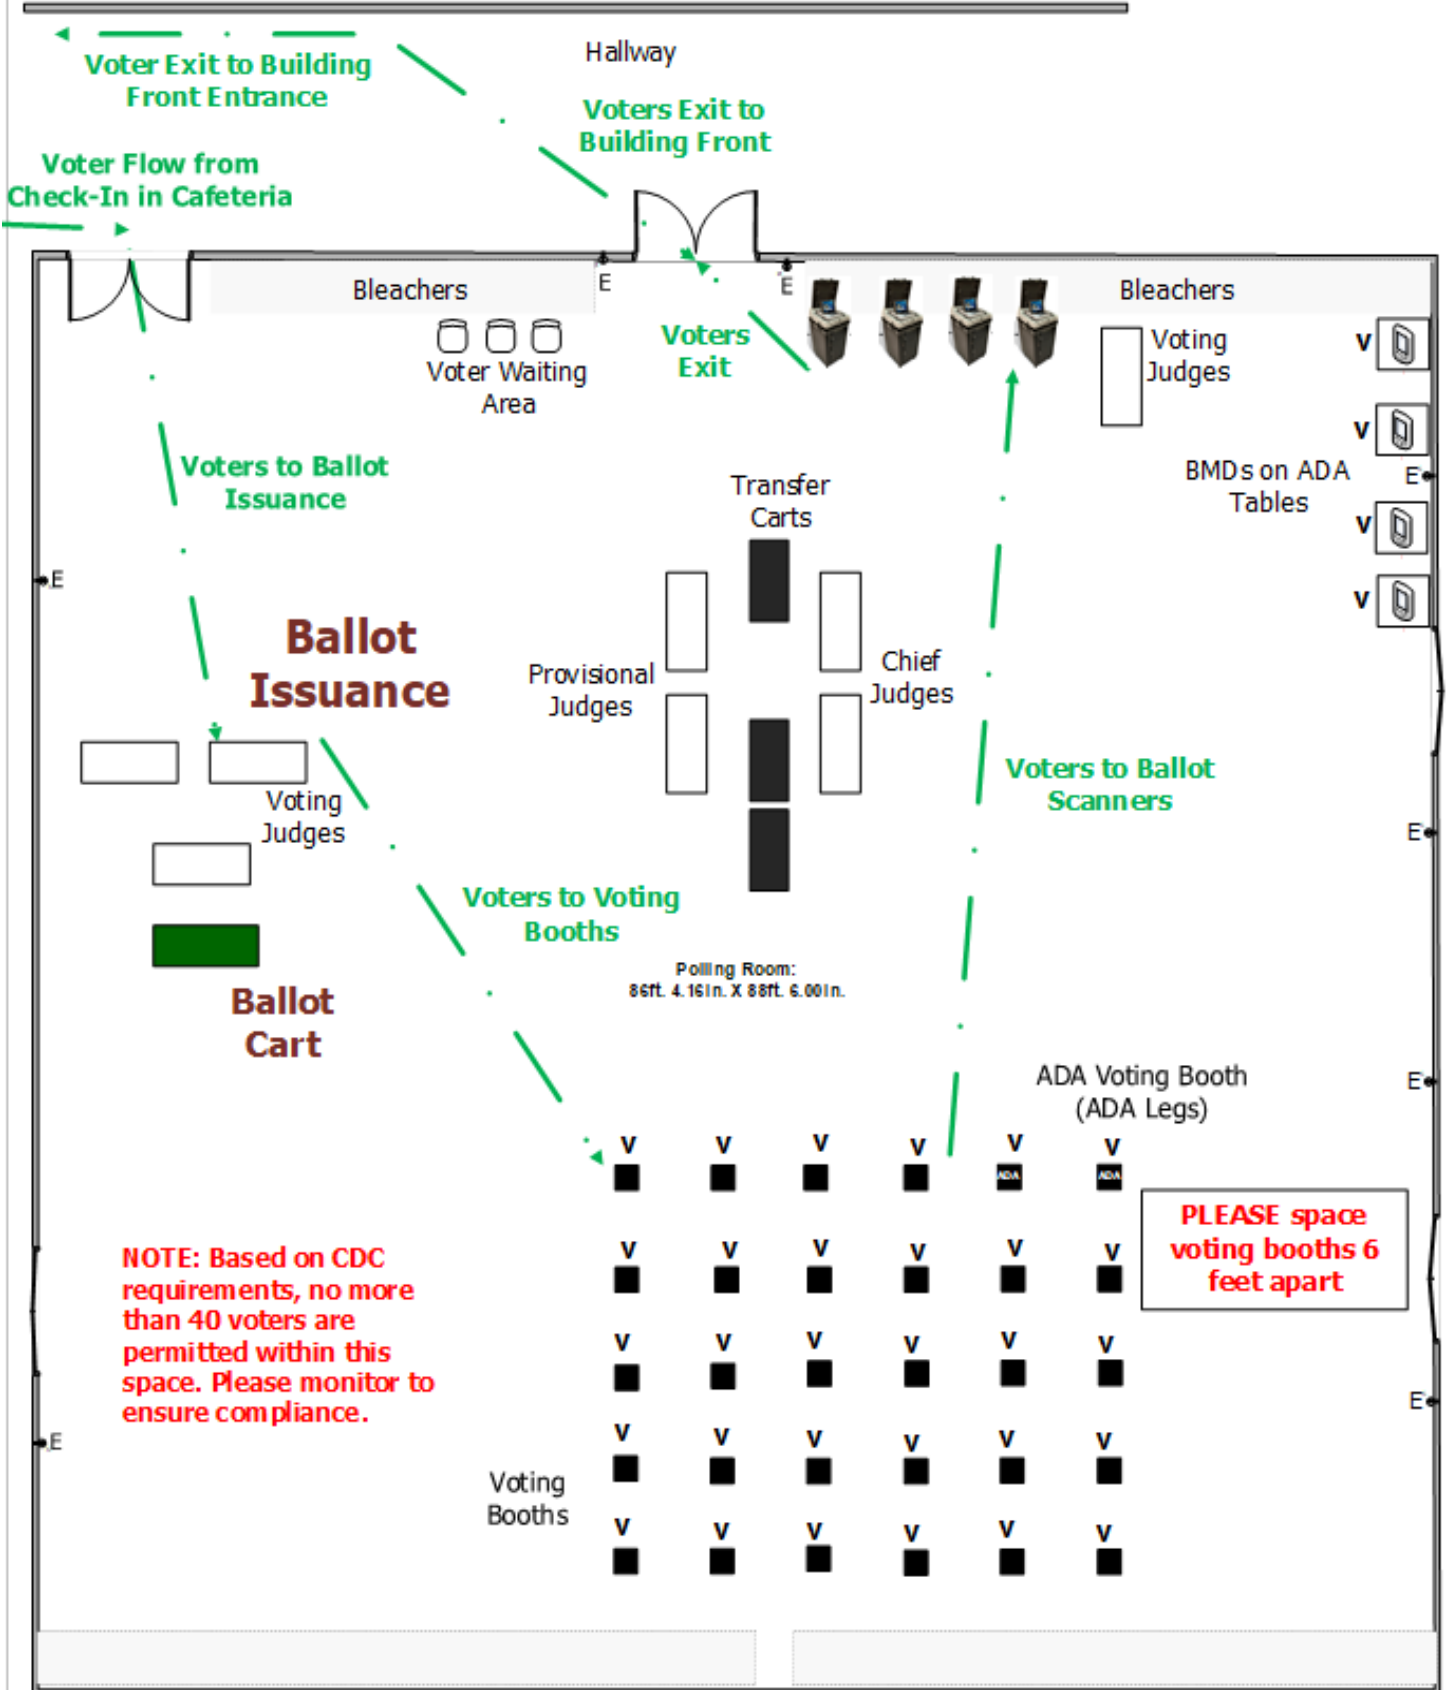 Hallway
Voter Exit to Building
Front Entrance
Voters Exit to
Building Front
Voter Flow from
Check-In in Cafeteria
Bleachers
E
E
Bleachers
Voters
Exit
Voter Waiting
Area
Voting
Judges
V
V
BMDs on ADA
Tables
E
V
V
Voters to Ballot
Issuance
Transfer
Carts
E
Ballot
Issuance
Provisional
Judges
Chief
Judges
Voting
Judges
Voters to Ballot
Scanners
E
Voters to Voting
Booths
Polling Room:
86ft. 4.16in. X 88ft. 6.00in.
Ballot
Cart
ADA Voting Booth
(ADA Legs)
E
V V V V V V
ADA ADA
PLEASE space
voting booths 6
feet apart
NOTE: Based on CDC
requirements, no more
than 40 voters are
permitted within this
space. Please monitor to
ensure compliance.
V V V V V V
V V V V V V
E
E
V V V V V V
Voting
Booths
V V V V V V